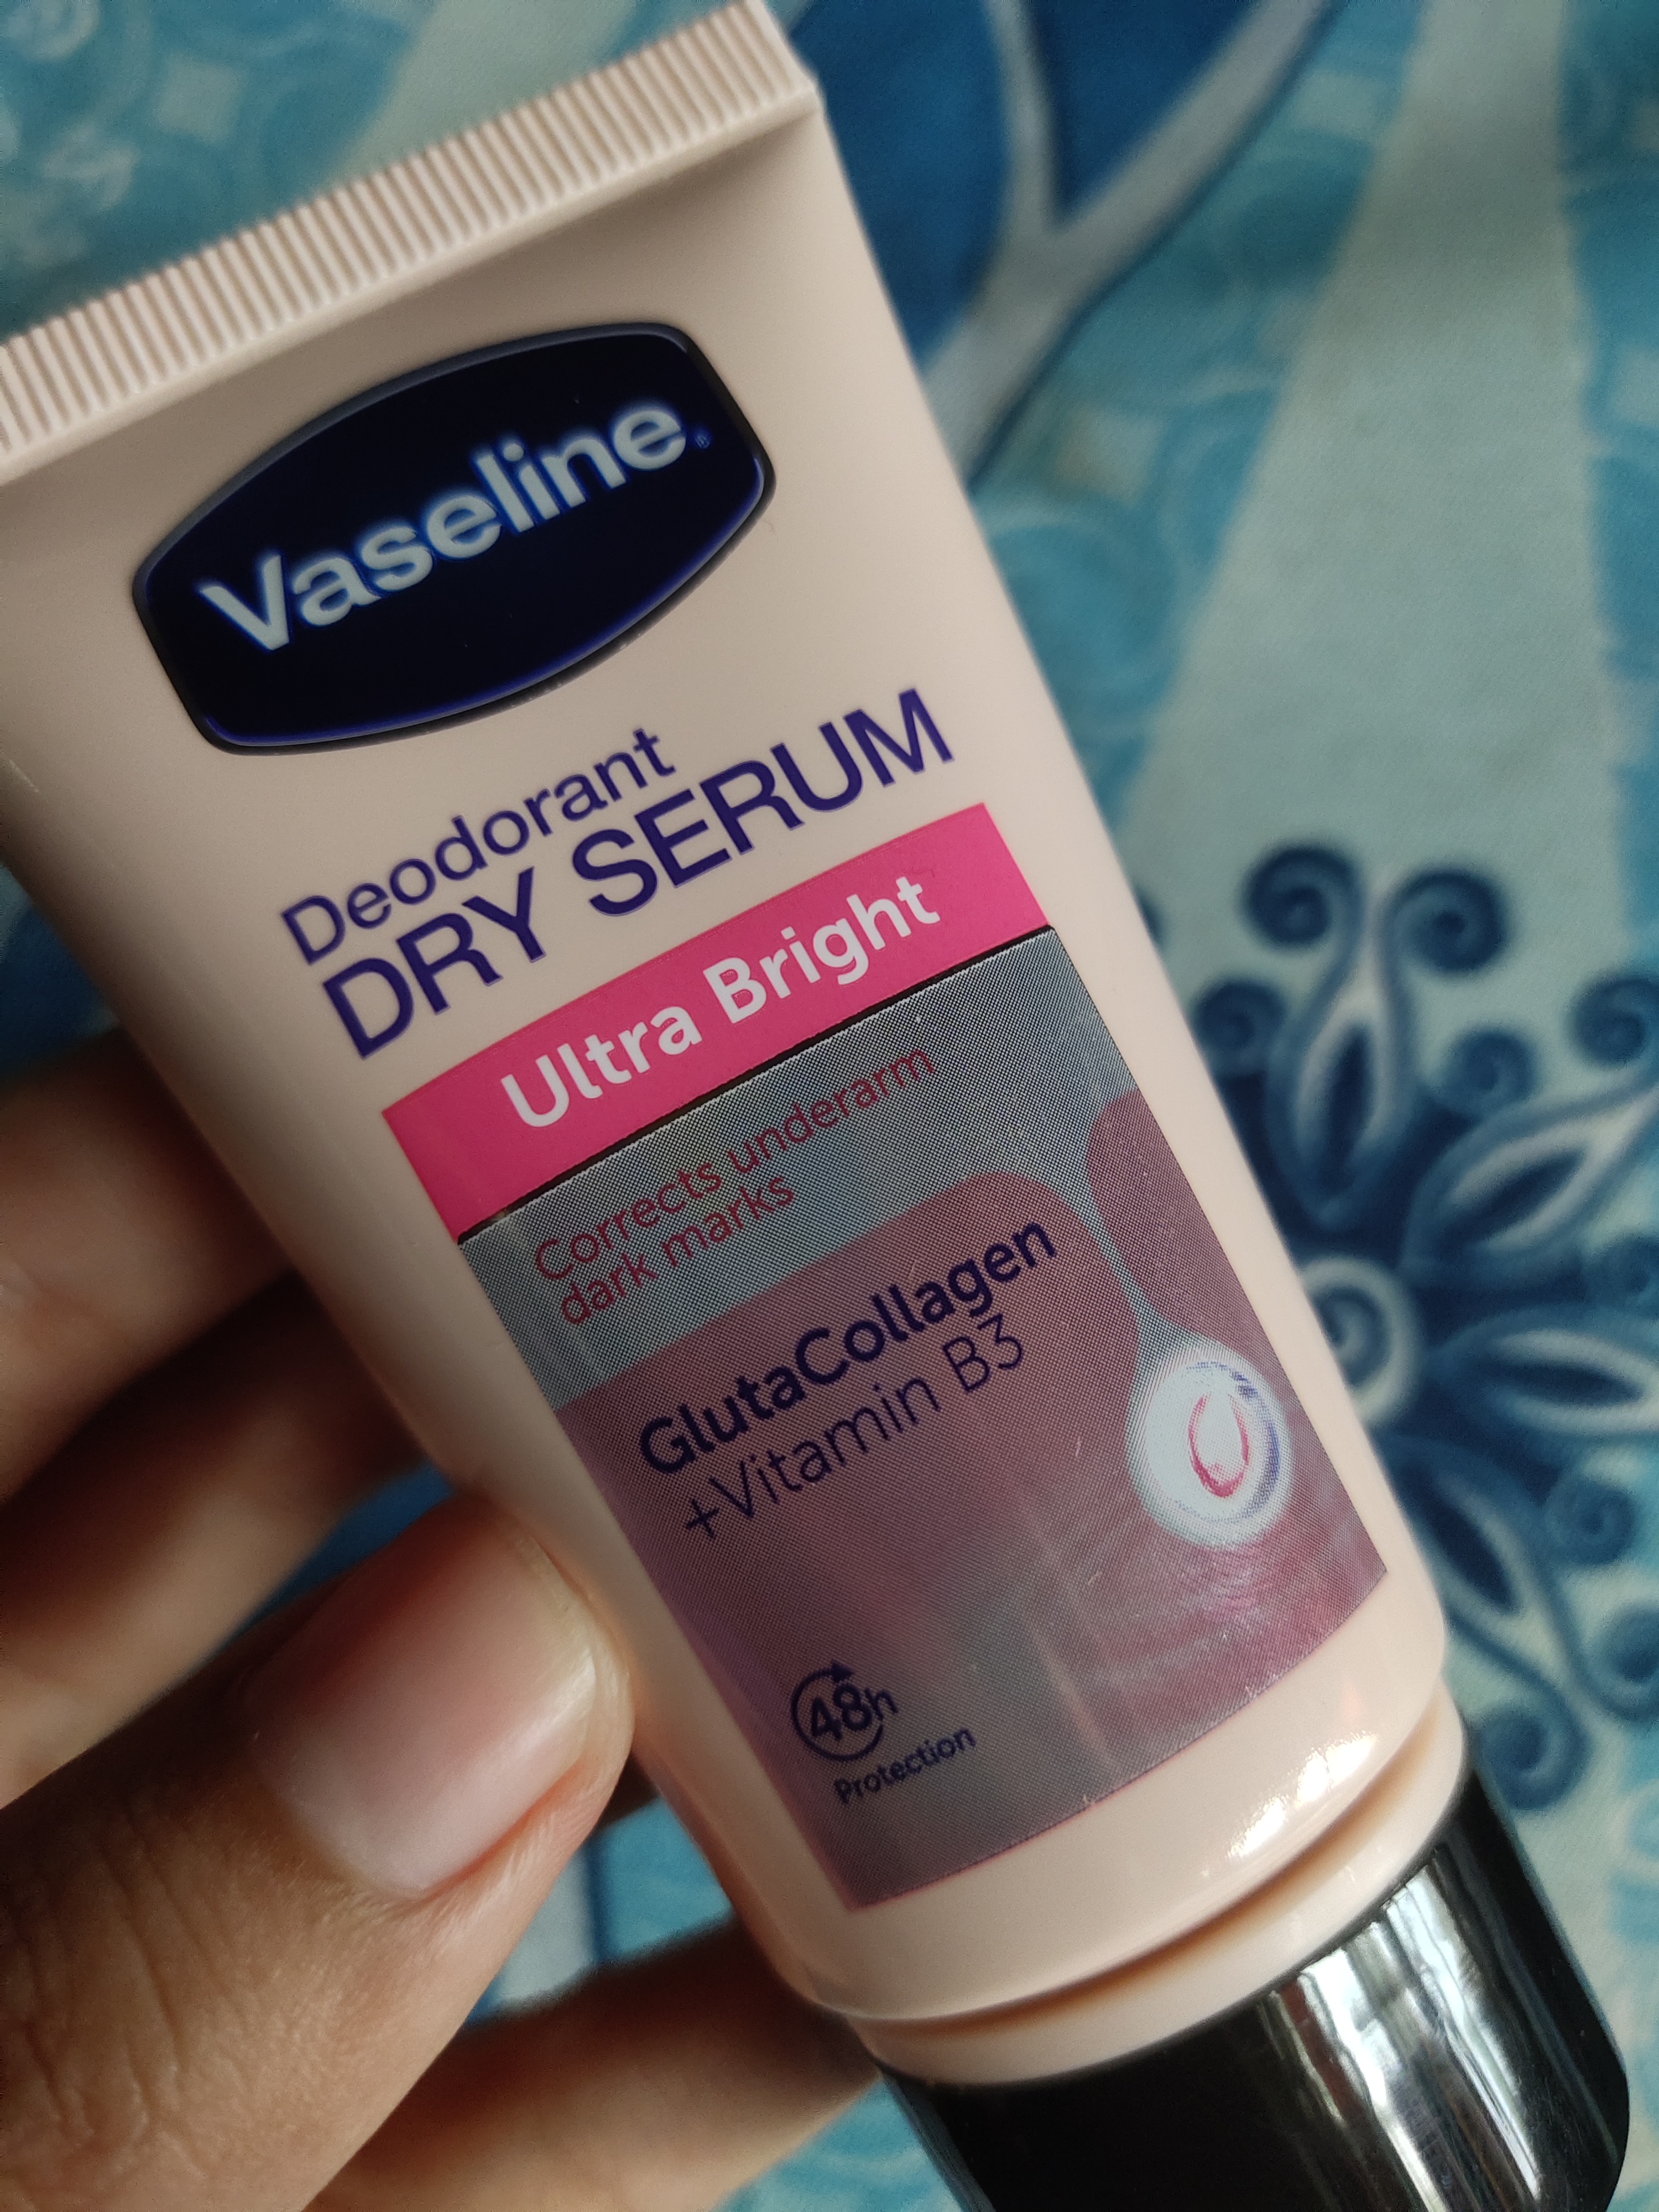 Vaseline®
Deodorant
DRY SERUM
Ultra Bright
Corrects underarm
dark marks
GlutaCollagen
+Vitamin B3
48h
Protection